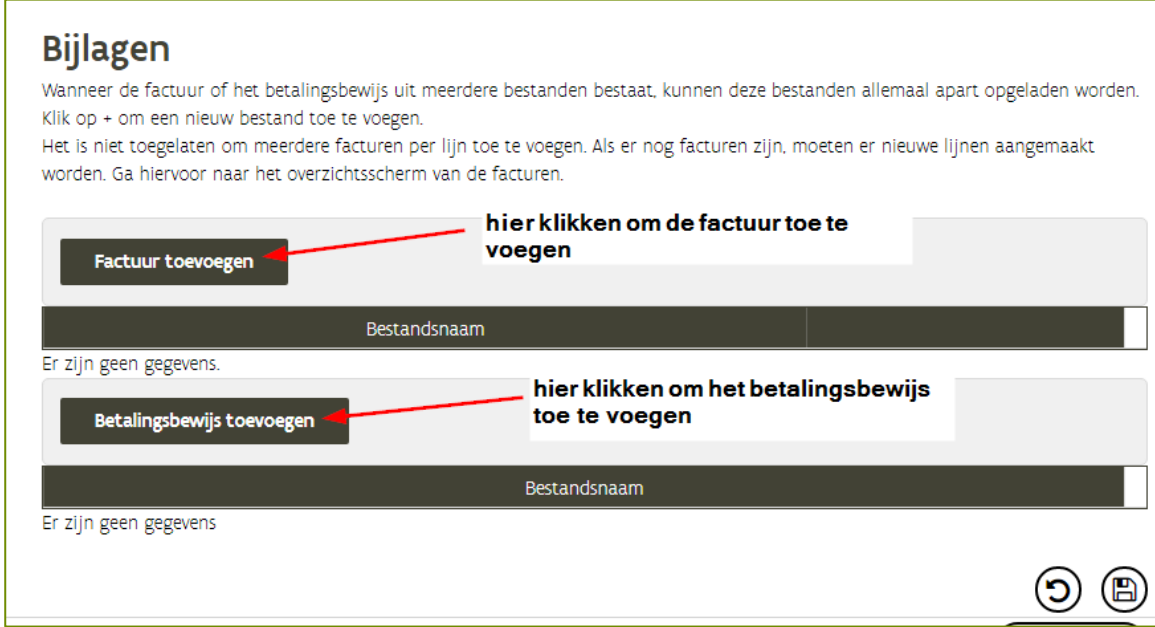 Bijlagen
Wanneer de factuur of het betalingsbewijs uit meerdere bestanden bestaat, kunnen deze bestanden allemaal apart opgeladen worden.
Klik op + om een nieuw bestand toe te voegen.
Het is niet toegelaten om meerdere facturen per lijn toe te voegen. Als er nog facturen zijn, moeten er nieuwe lijnen aangemaakt
worden. Ga hiervoor naar het overzichtsscherm van de facturen.
hier klikken om de factuur toe te
voegen
Factuur toevoegen
Bestandsnaam
Er zijn geen gegevens.
hier klikken om het betalingsbewijs
toe te voegen
Betalingsbewijs toevoegen
Bestandsnaam
Er zijn geen gegevens